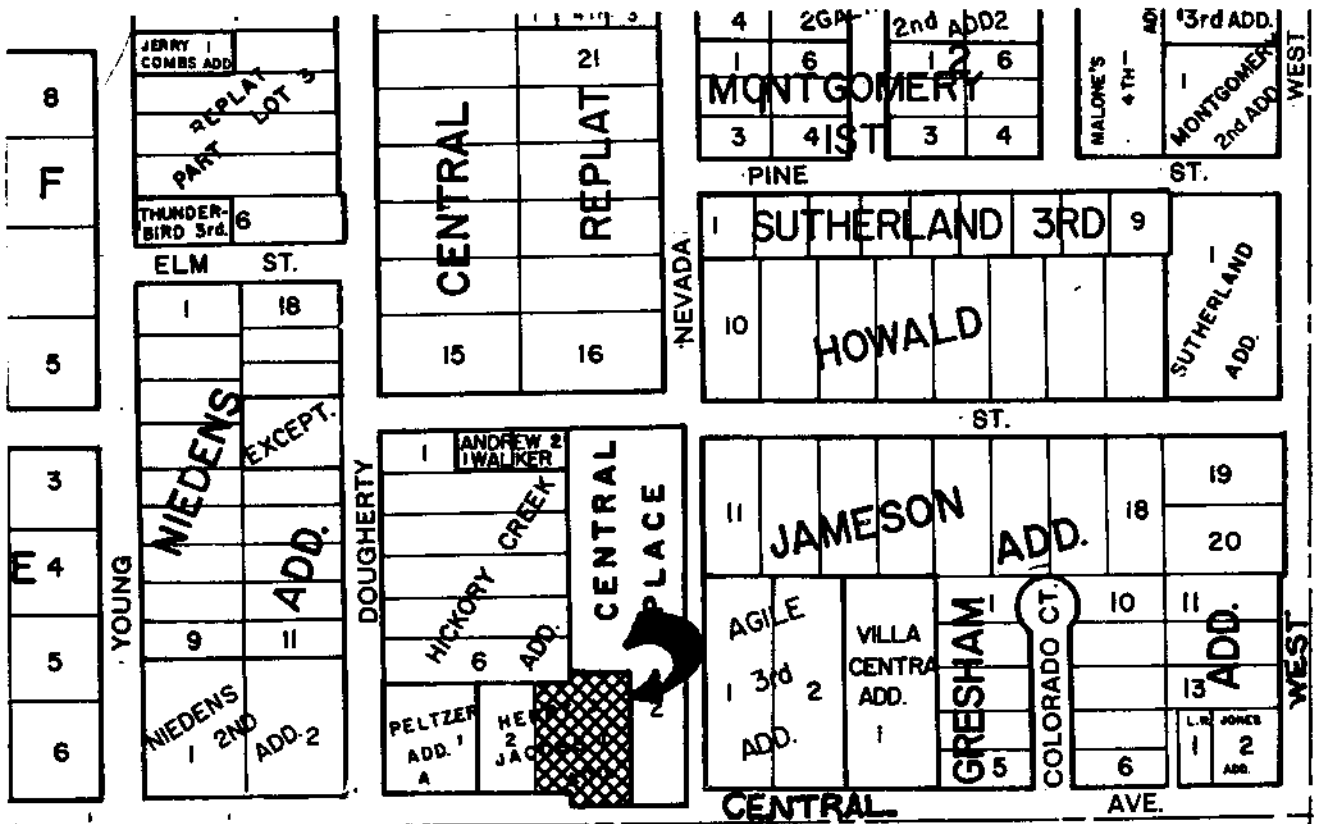 JERRY 1
COMBS ADD
PART REPLAT
LOT 3
THUNDER-
BIRD 3rd.
6
8
F
5
ELM ST.
CENTRAL
REPLAT
21
15
16
NEVADA
4
2nd ADD2
1
6
1
6
MONTGOMERY
1ST
3
4
3
4
MALONE'S
4TH
3rd ADD.
1
MONTGOMERY
2nd ADD
WEST
PINE ST.
1
SUTHERLAND 3RD
9
10
HOWALD
1
SUTHERLAND
ADD.
ST.
1
18
NIEDENS
ADD.
EXCEPT.
9
11
NIEDENS
1 2ND
ADD. 2
3
E
4
5
6
YOUNG
DOUGHERTY
1
ANDREW 2
1 WALKER
HICKORY CREEK
6
ADD.
CENTRAL
PLACE
PELTZER
ADD. 1
A
2
2
11
JAMESON ADD.
18
19
20
AGILE
1 3rd 2
ADD.
VILLA
CENTRA
ADD.
1
GRESHAM
ADD.
1
5
COLORADO CT.
10
6
11
13
L.R. JONES
1
2
ADD.
WEST
CENTRAL AVE.